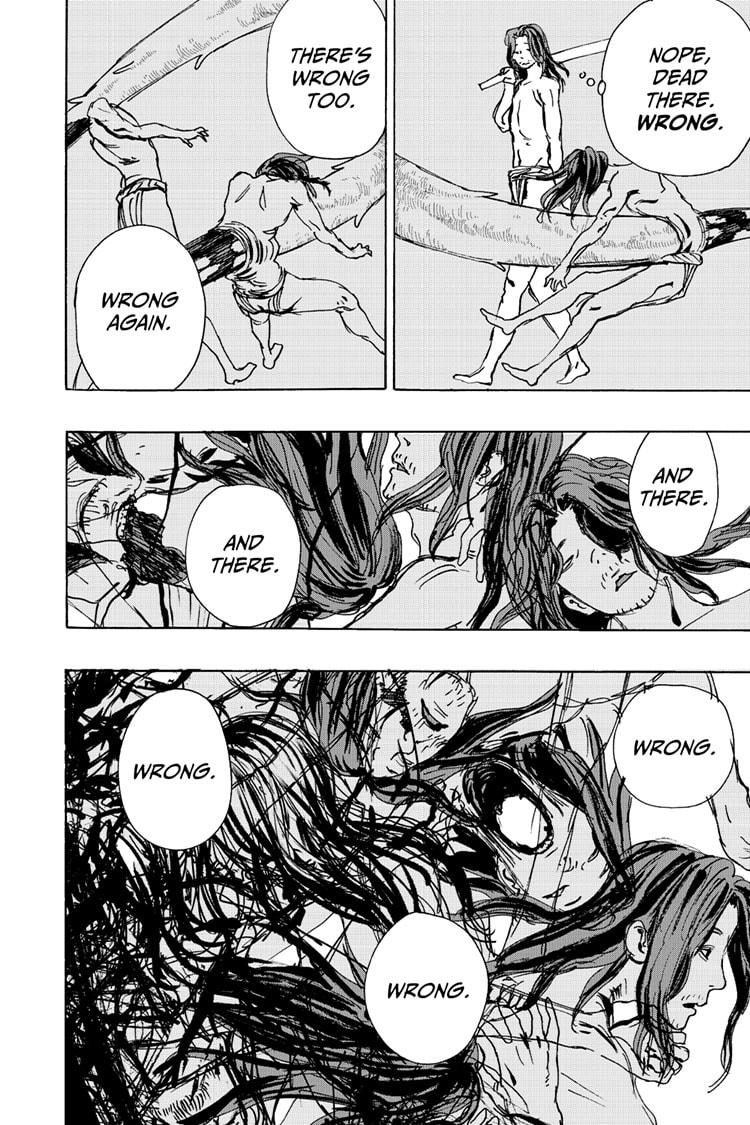 NOPE,
DEAD
THERE.
WRONG.
THERE'S
WRONG
TOO.
WRONG
AGAIN.
AND
THERE.
AND
THERE.
WRONG.
WRONG.
WRONG.